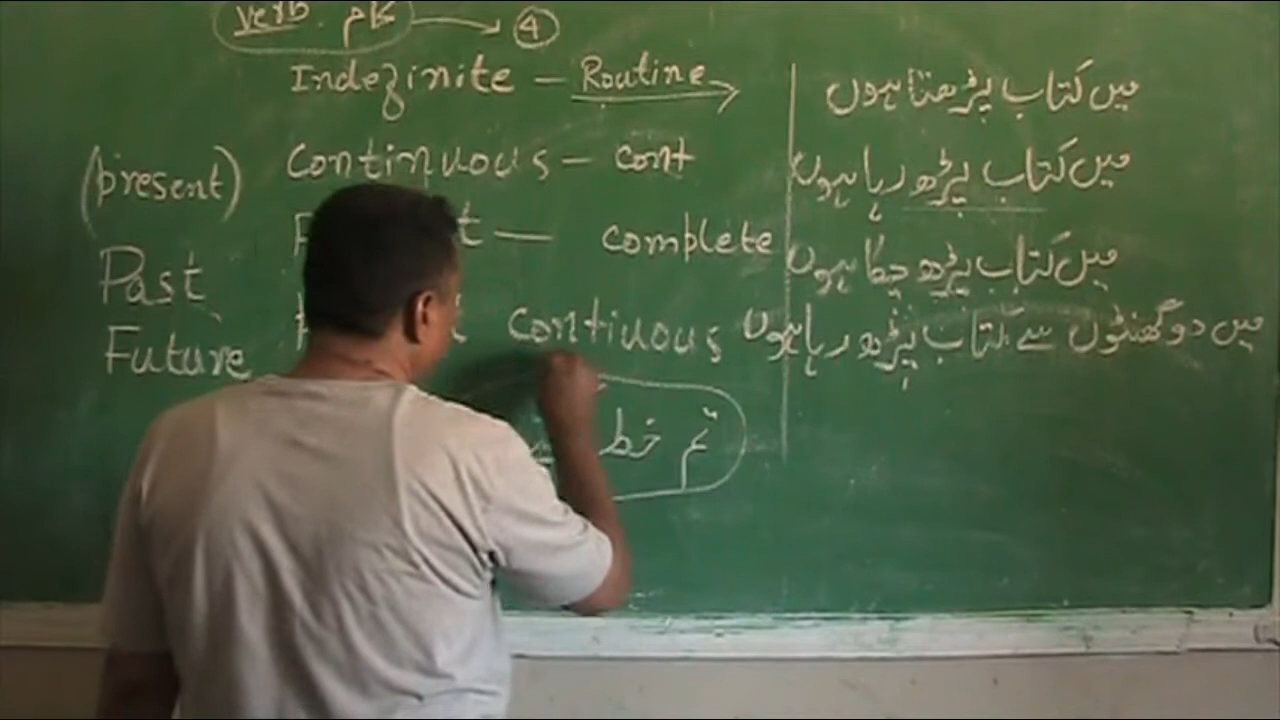 verb. کام → 4
Indefinite — Routine → میں کتاب پڑھتا ہوں
(present) Continuous — cont میں کتاب پڑھ رہا ہوں
— complete میں کتاب پڑھ چکا ہوں
Past
continuous میں دو گھنٹوں سے کتاب پڑھ رہا ہوں
Future
تم خط